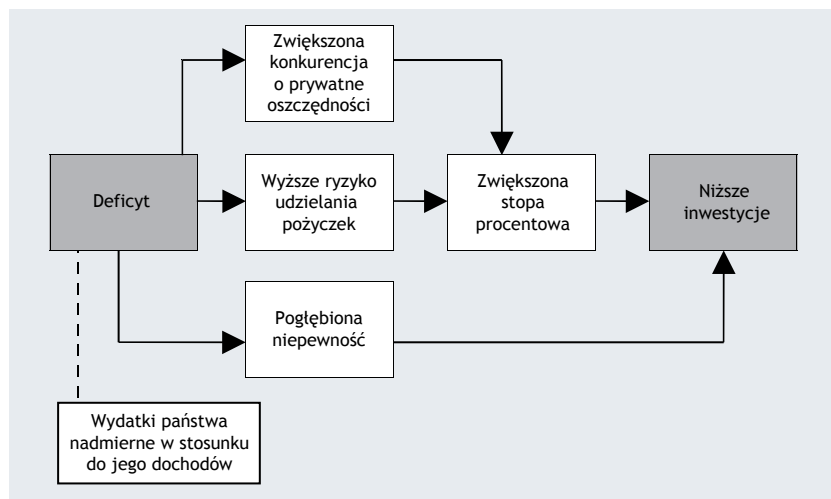 Zwiększona
konkurencja
o prywatne
oszczędności
Deficyt
Wyższe ryzyko
udzielania
pożyczek
Zwiększona
stopa
procentowa
Niższe
inwestycje
Pogłębiona
niepewność
Wydatki państwa
nadmierne w stosunku
do jego dochodów